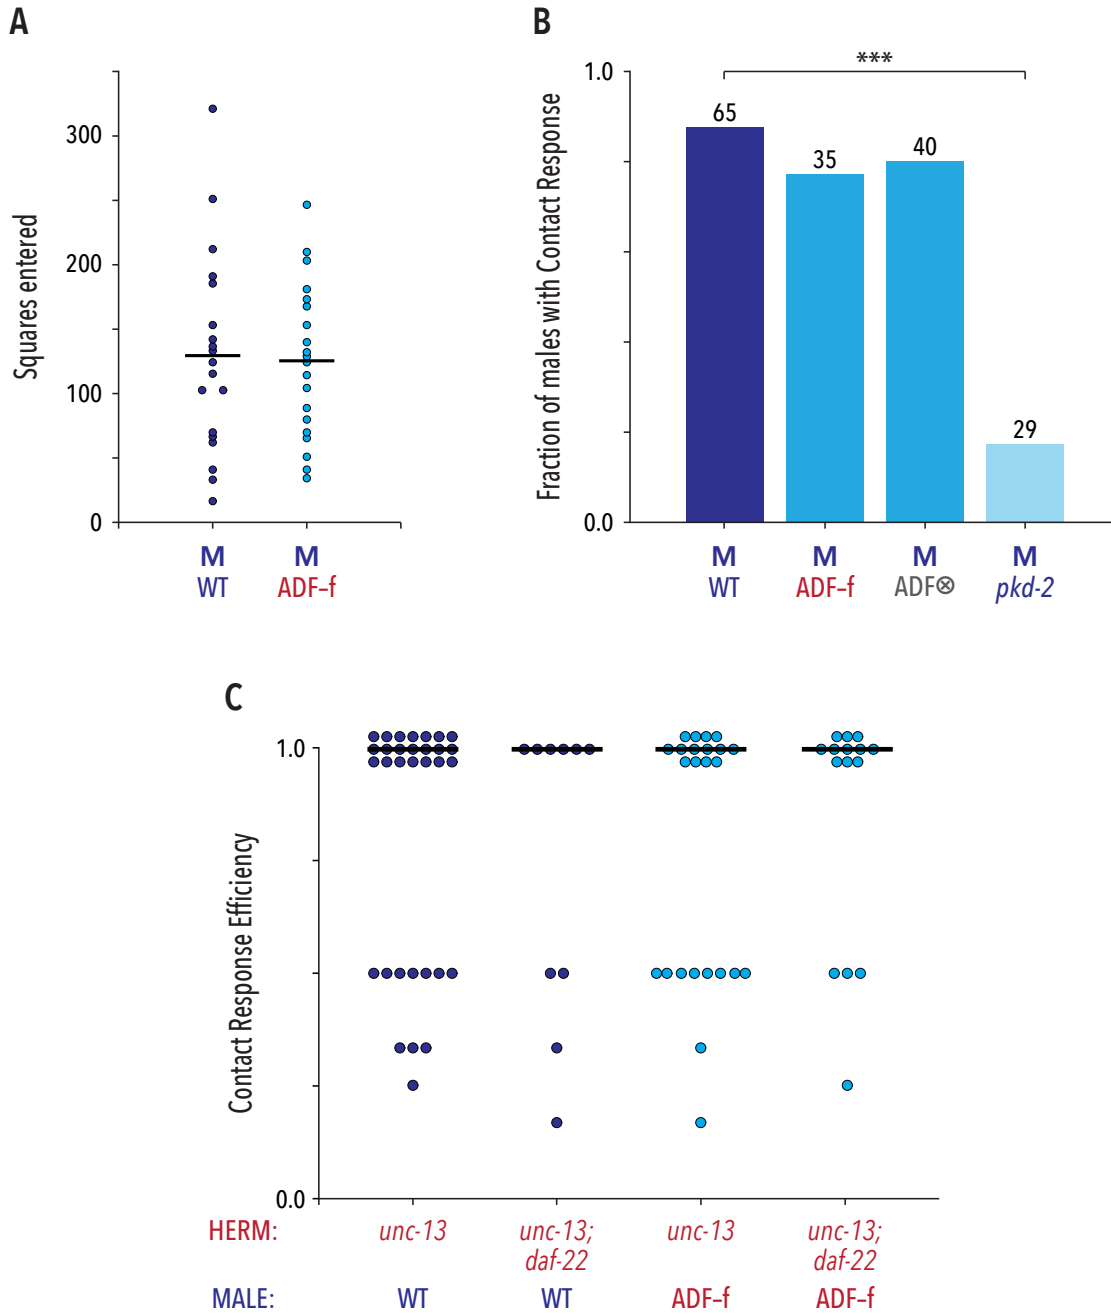 A
Squares entered
300
200
100
0
M
WT
M
ADF–f
B
Fraction of males with Contact Response
1.0
0.0
***
65
35
40
29
M
WT
M
ADF–f
M
ADF⊗
M
pkd-2
C
Contact Response Efficiency
1.0
0.0
HERM:
unc-13
unc-13;
daf-22
unc-13
unc-13;
daf-22
MALE:
WT
WT
ADF–f
ADF–f